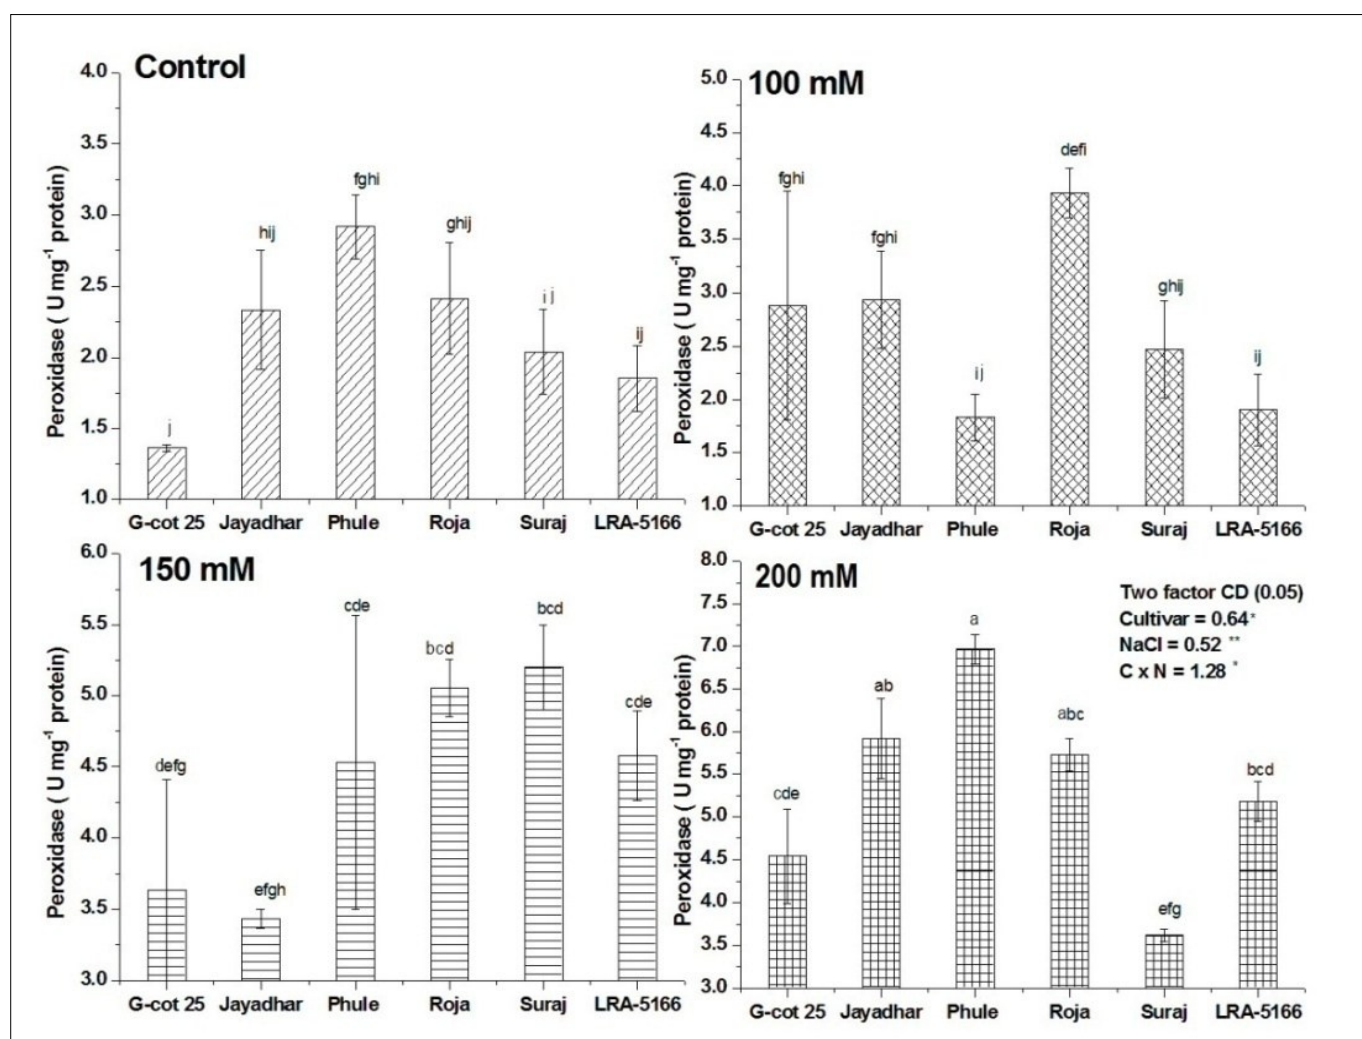 Control
Peroxidase ( U mg⁻¹ protein)
4.0
3.5
3.0
2.5
2.0
1.5
1.0
j
hij
fghi
ghij
i j
ij
G-cot 25 Jayadhar Phule Roja Suraj LRA-5166
100 mM
Peroxidase ( U mg⁻¹ protein)
5.0
4.5
4.0
3.5
3.0
2.5
2.0
1.5
1.0
fghi
fghi
ij
defi
ghij
ij
G-cot 25 Jayadhar Phule Roja Suraj LRA-5166
150 mM
Peroxidase ( U mg⁻¹ protein)
6.0
5.5
5.0
4.5
4.0
3.5
3.0
defg
efgh
cde
bcd
bcd
cde
G-cot 25 Jayadhar Phule Roja Suraj LRA-5166
200 mM
Peroxidase ( U mg⁻¹ protein)
8.0
7.5
7.0
6.5
6.0
5.5
5.0
4.5
4.0
3.5
3.0
cde
ab
a
abc
efg
bcd
Two factor CD (0.05)
Cultivar = 0.64*
NaCl = 0.52 **
C x N = 1.28 *
G-cot 25 Jayadhar Phule Roja Suraj LRA-5166